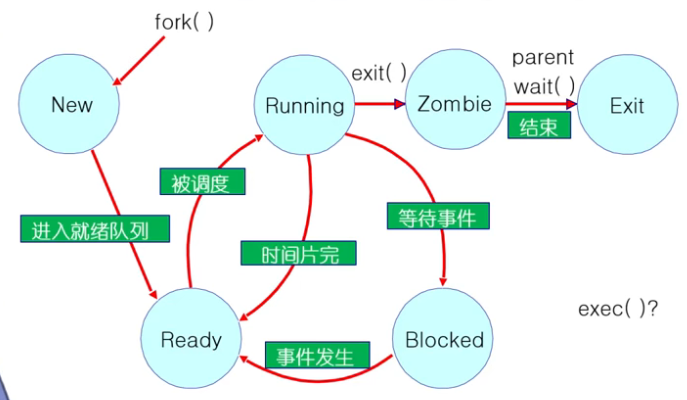 fork( )
New
Running
exit( )
Zombie
parent
wait( )
Exit
结束
被调度
进入就绪队列
等待事件
时间片完
exec( )?
Ready
事件发生
Blocked